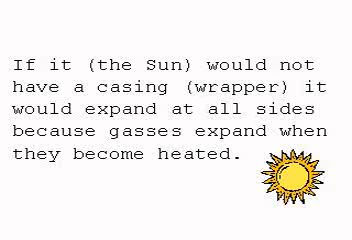 If it (the Sun) would not
have a casing (wrapper) it
would expand at all sides
because gasses expand when
they become heated.